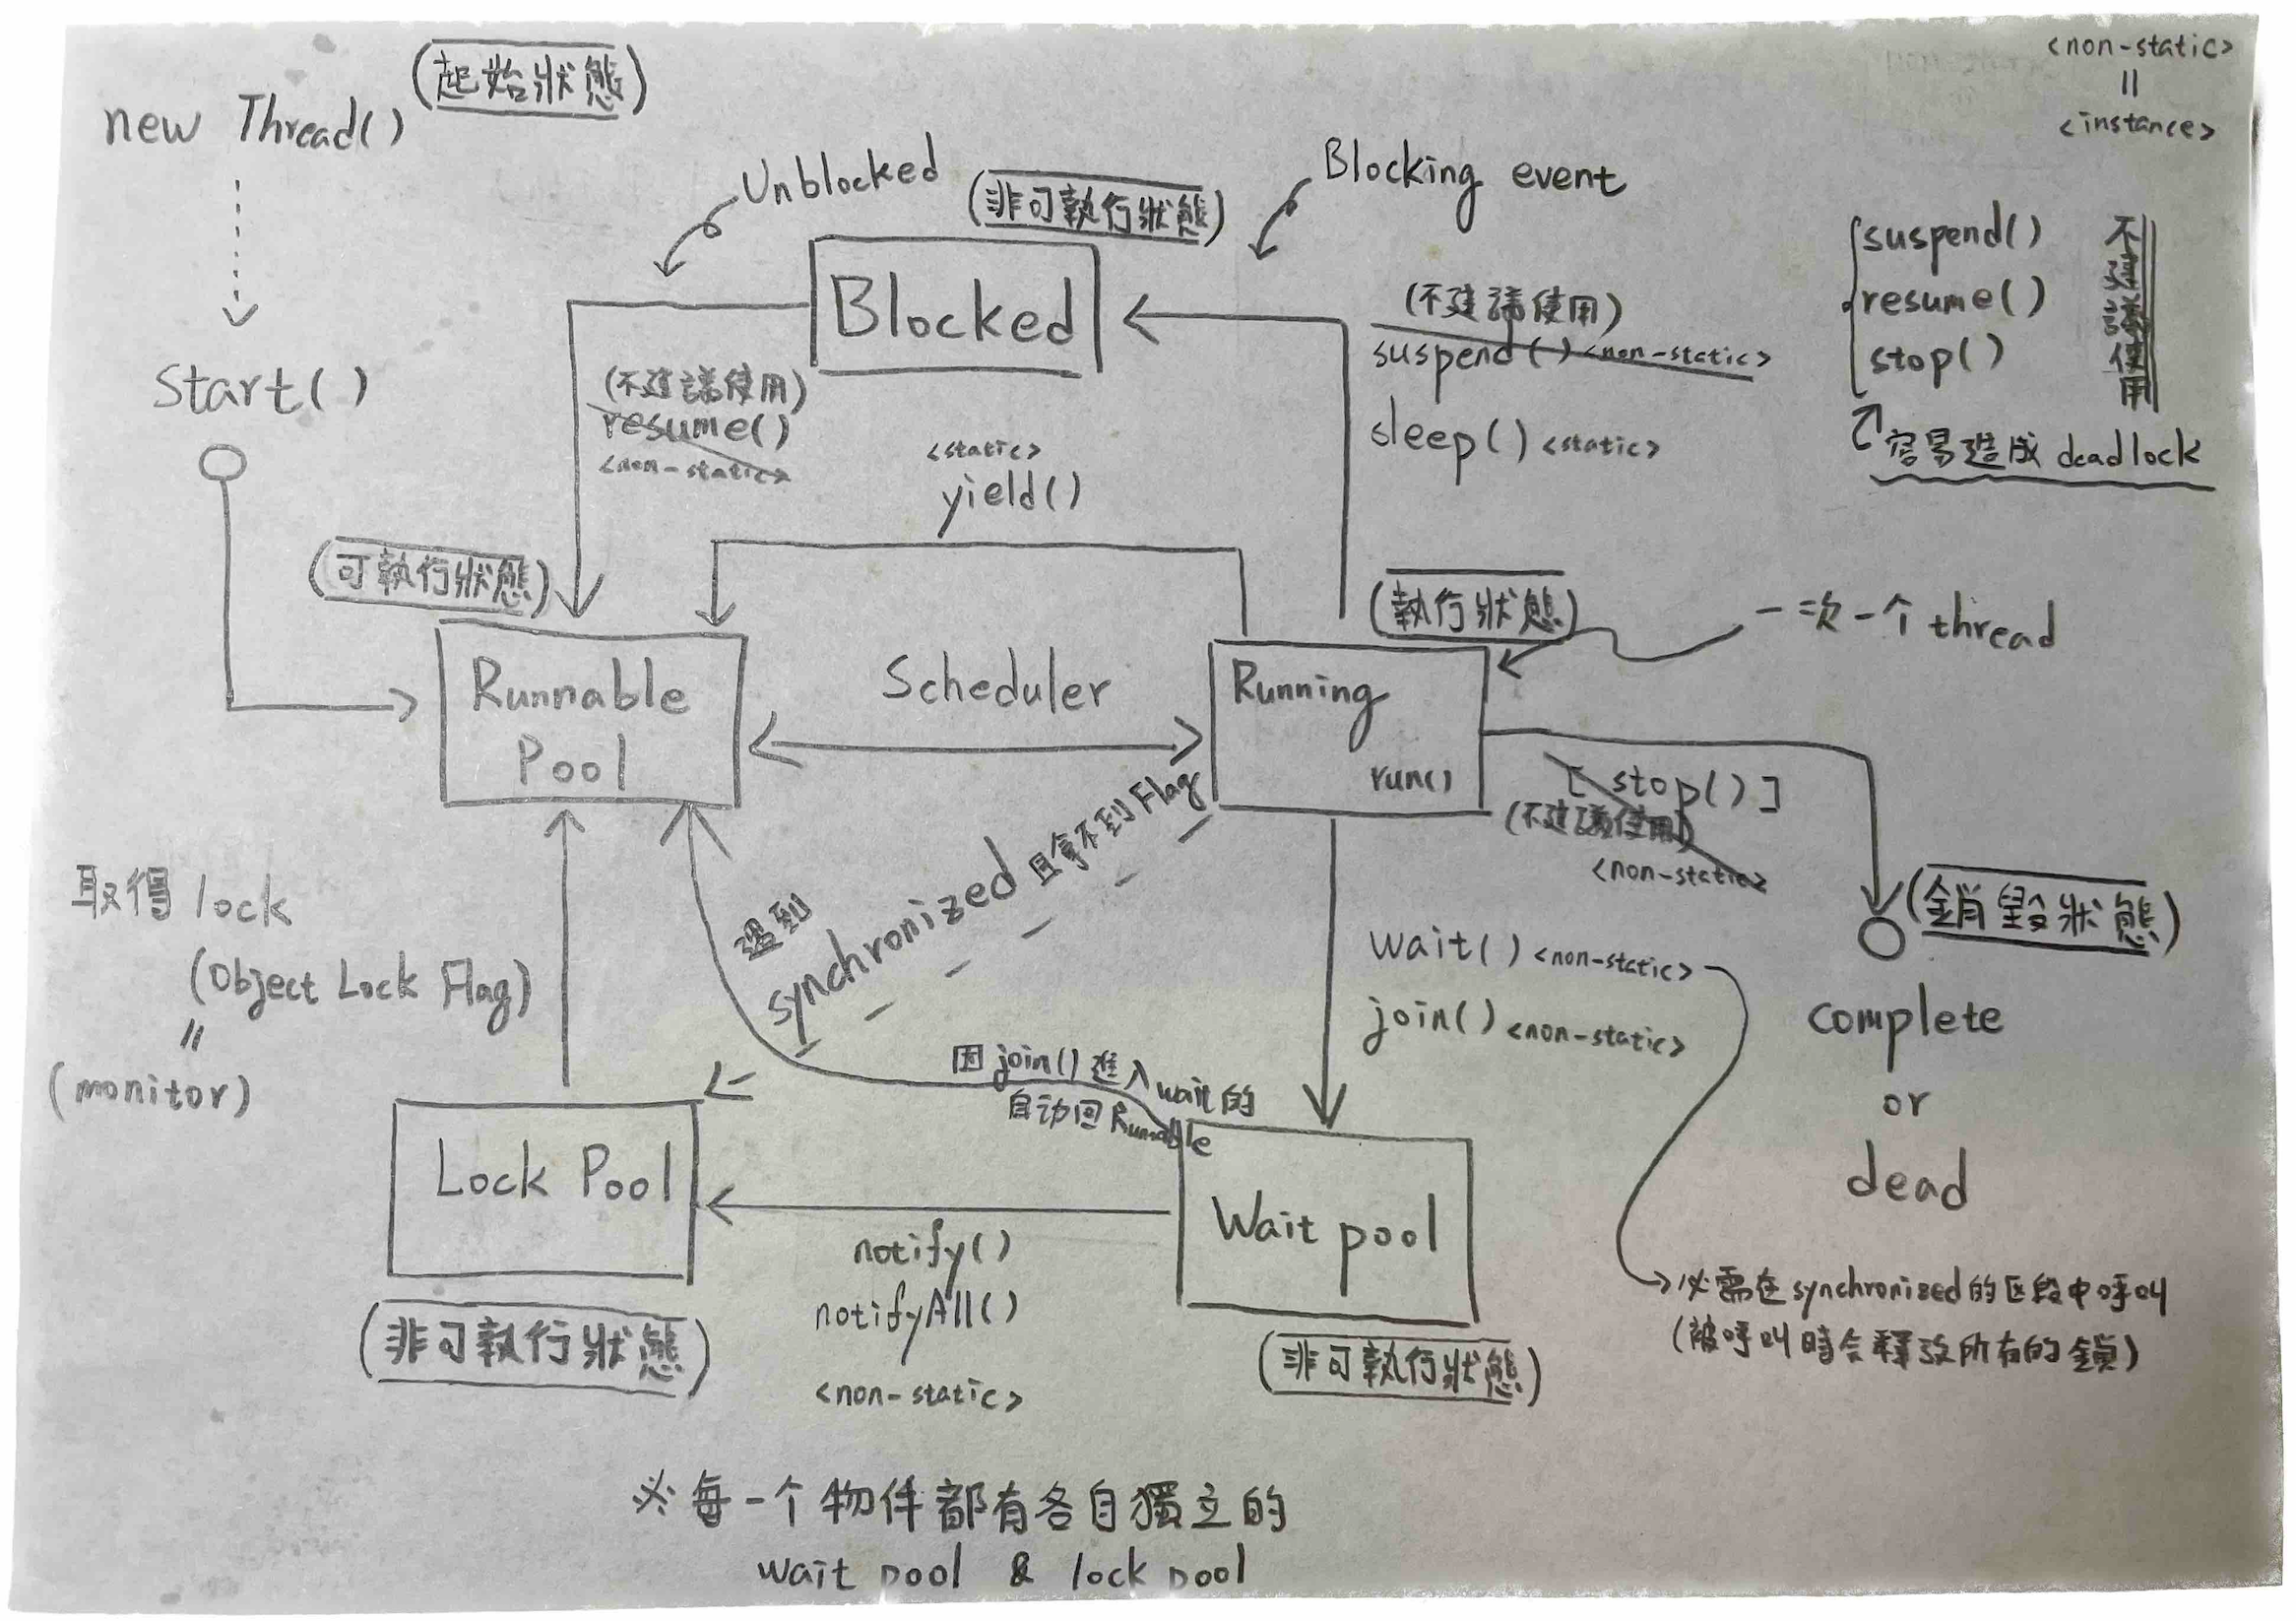 <non-static>
=
<instance>
new Thread()
(起始狀態)
Unblocked
Blocking event
(非可執行狀態)
Blocked
suspend()
resume()
stop()
不建議使用
容易造成 deadlock
Start()
(不建議使用)
resume()
<non-static>
(不建議使用)
suspend() <non-static>
sleep() <static>
<static>
yield()
(可執行狀態)
(執行狀態)
一次一个 thread
Runnable
Pool
Scheduler
Running
run()
[ stop() ]
(不建議使用)
<non-static>
遇到
synchronized 且拿不到 Flag
取得 lock
(Object Lock Flag)
=
(monitor)
(銷毀狀態)
complete
or
dead
wait() <non-static>
join() <non-static>
因 join() 進入 wait 的
自动回 Runnable
Lock Pool
Wait pool
notify()
notifyAll()
<non-static>
(非可執行狀態)
(非可執行狀態)
必需在 synchronized 的区段中呼叫
(被呼叫時会釋放所有的鎖)
※ 每一个物件都有各自獨立的
wait pool & lock pool